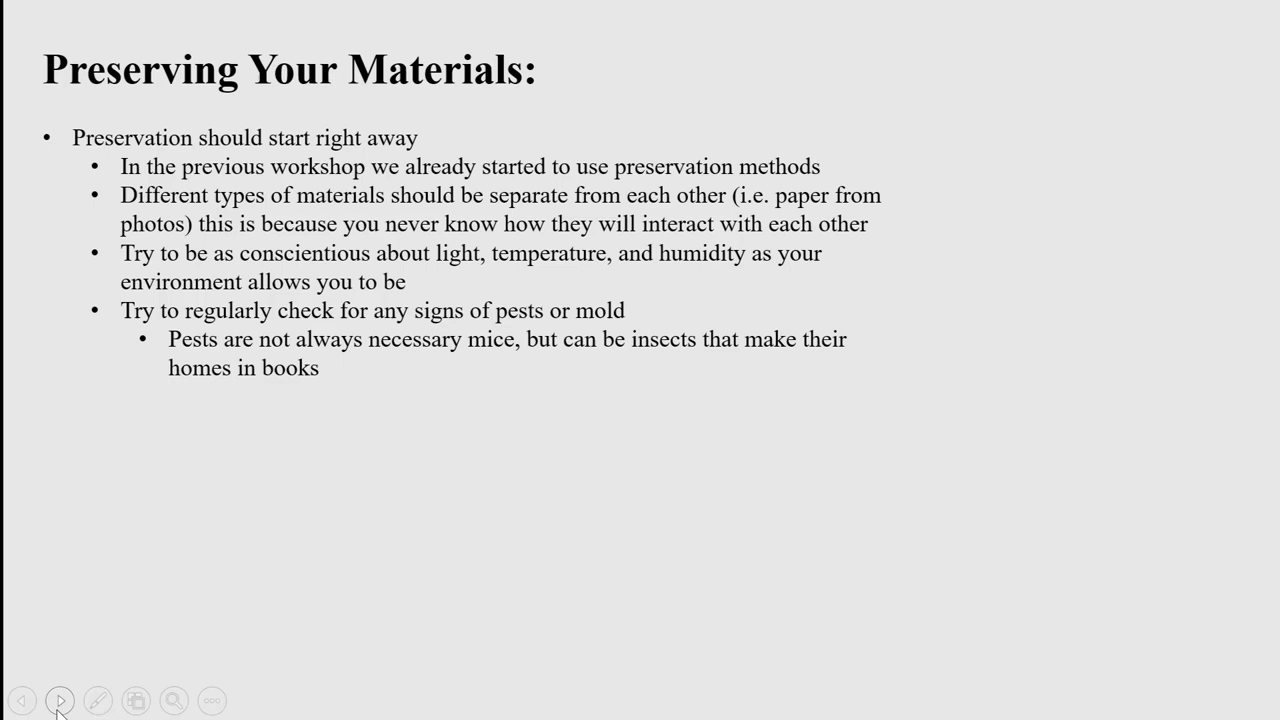 Preserving Your Materials:
• Preservation should start right away
• In the previous workshop we already started to use preservation methods
• Different types of materials should be separate from each other (i.e. paper from
photos) this is because you never know how they will interact with each other
• Try to be as conscientious about light, temperature, and humidity as your
environment allows you to be
• Try to regularly check for any signs of pests or mold
• Pests are not always necessary mice, but can be insects that make their
homes in books